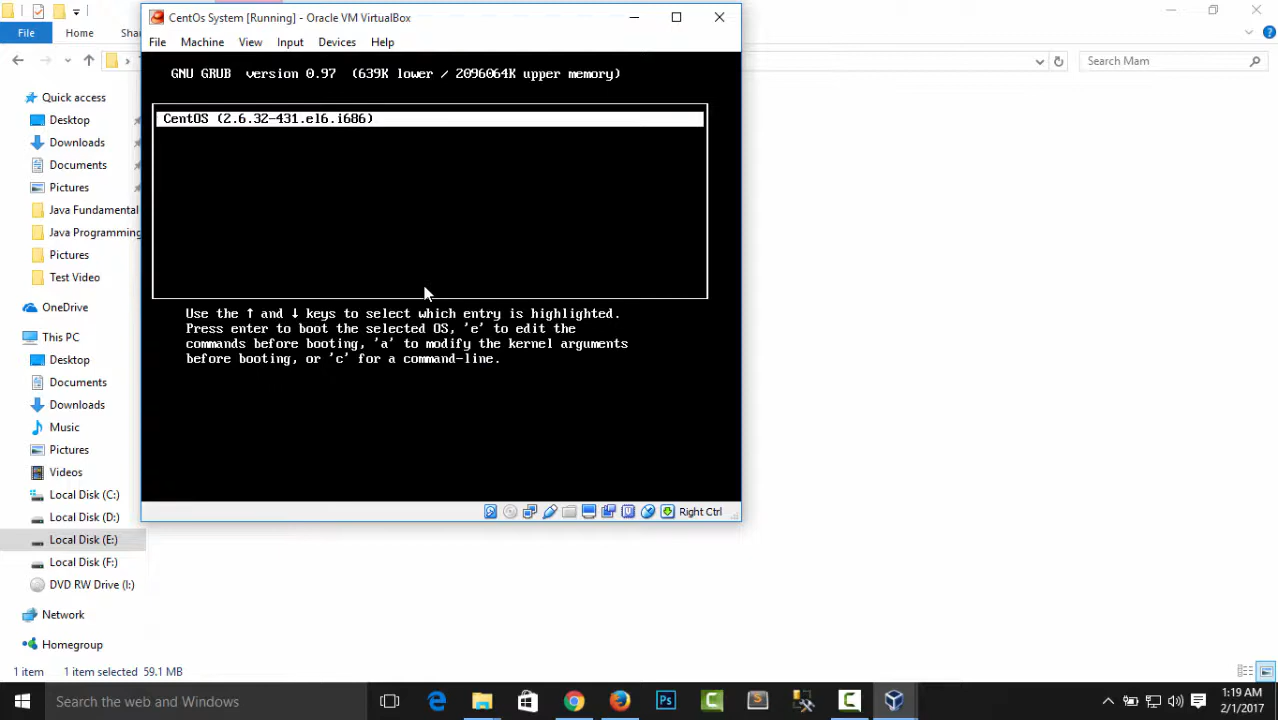 CentOs System [Running] - Oracle VM VirtualBox
File Home Shar
File Machine View Input Devices Help
Search Mam
GNU GRUB version 0.97 (639K lower / 2096064K upper memory)
CentOS (2.6.32-431.el6.i686)
Use the ↑ and ↓ keys to select which entry is highlighted.
Press enter to boot the selected OS, 'e' to edit the
commands before booting, 'a' to modify the kernel arguments
before booting, or 'c' for a command-line.
Right Ctrl
Quick access
Desktop
Downloads
Documents
Pictures
Java Fundamental
Java Programming
Pictures
Test Video
OneDrive
This PC
Desktop
Documents
Downloads
Music
Pictures
Videos
Local Disk (C:)
Local Disk (D:)
Local Disk (E:)
Local Disk (F:)
DVD RW Drive (I:)
Network
Homegroup
1 item 1 item selected 59.1 MB
Search the web and Windows
Ps
1:19 AM
2/1/2017